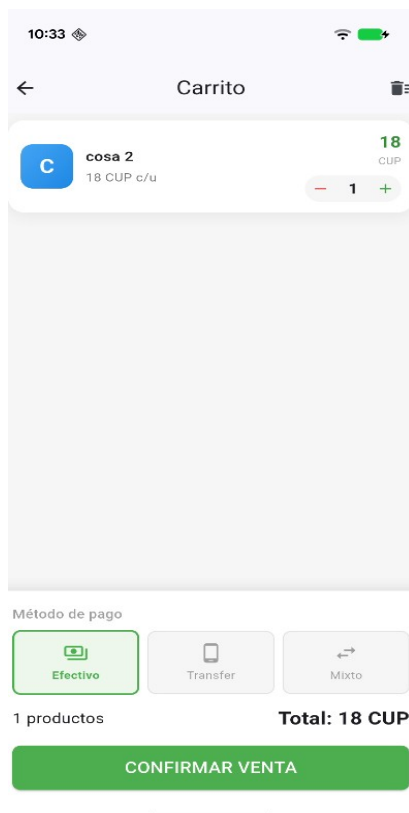 10:33
Carrito
C
cosa 2
18 CUP c/u
18
CUP
1
Método de pago
Efectivo
Transfer
Mixto
1 productos
Total: 18 CUP
CONFIRMAR VENTA